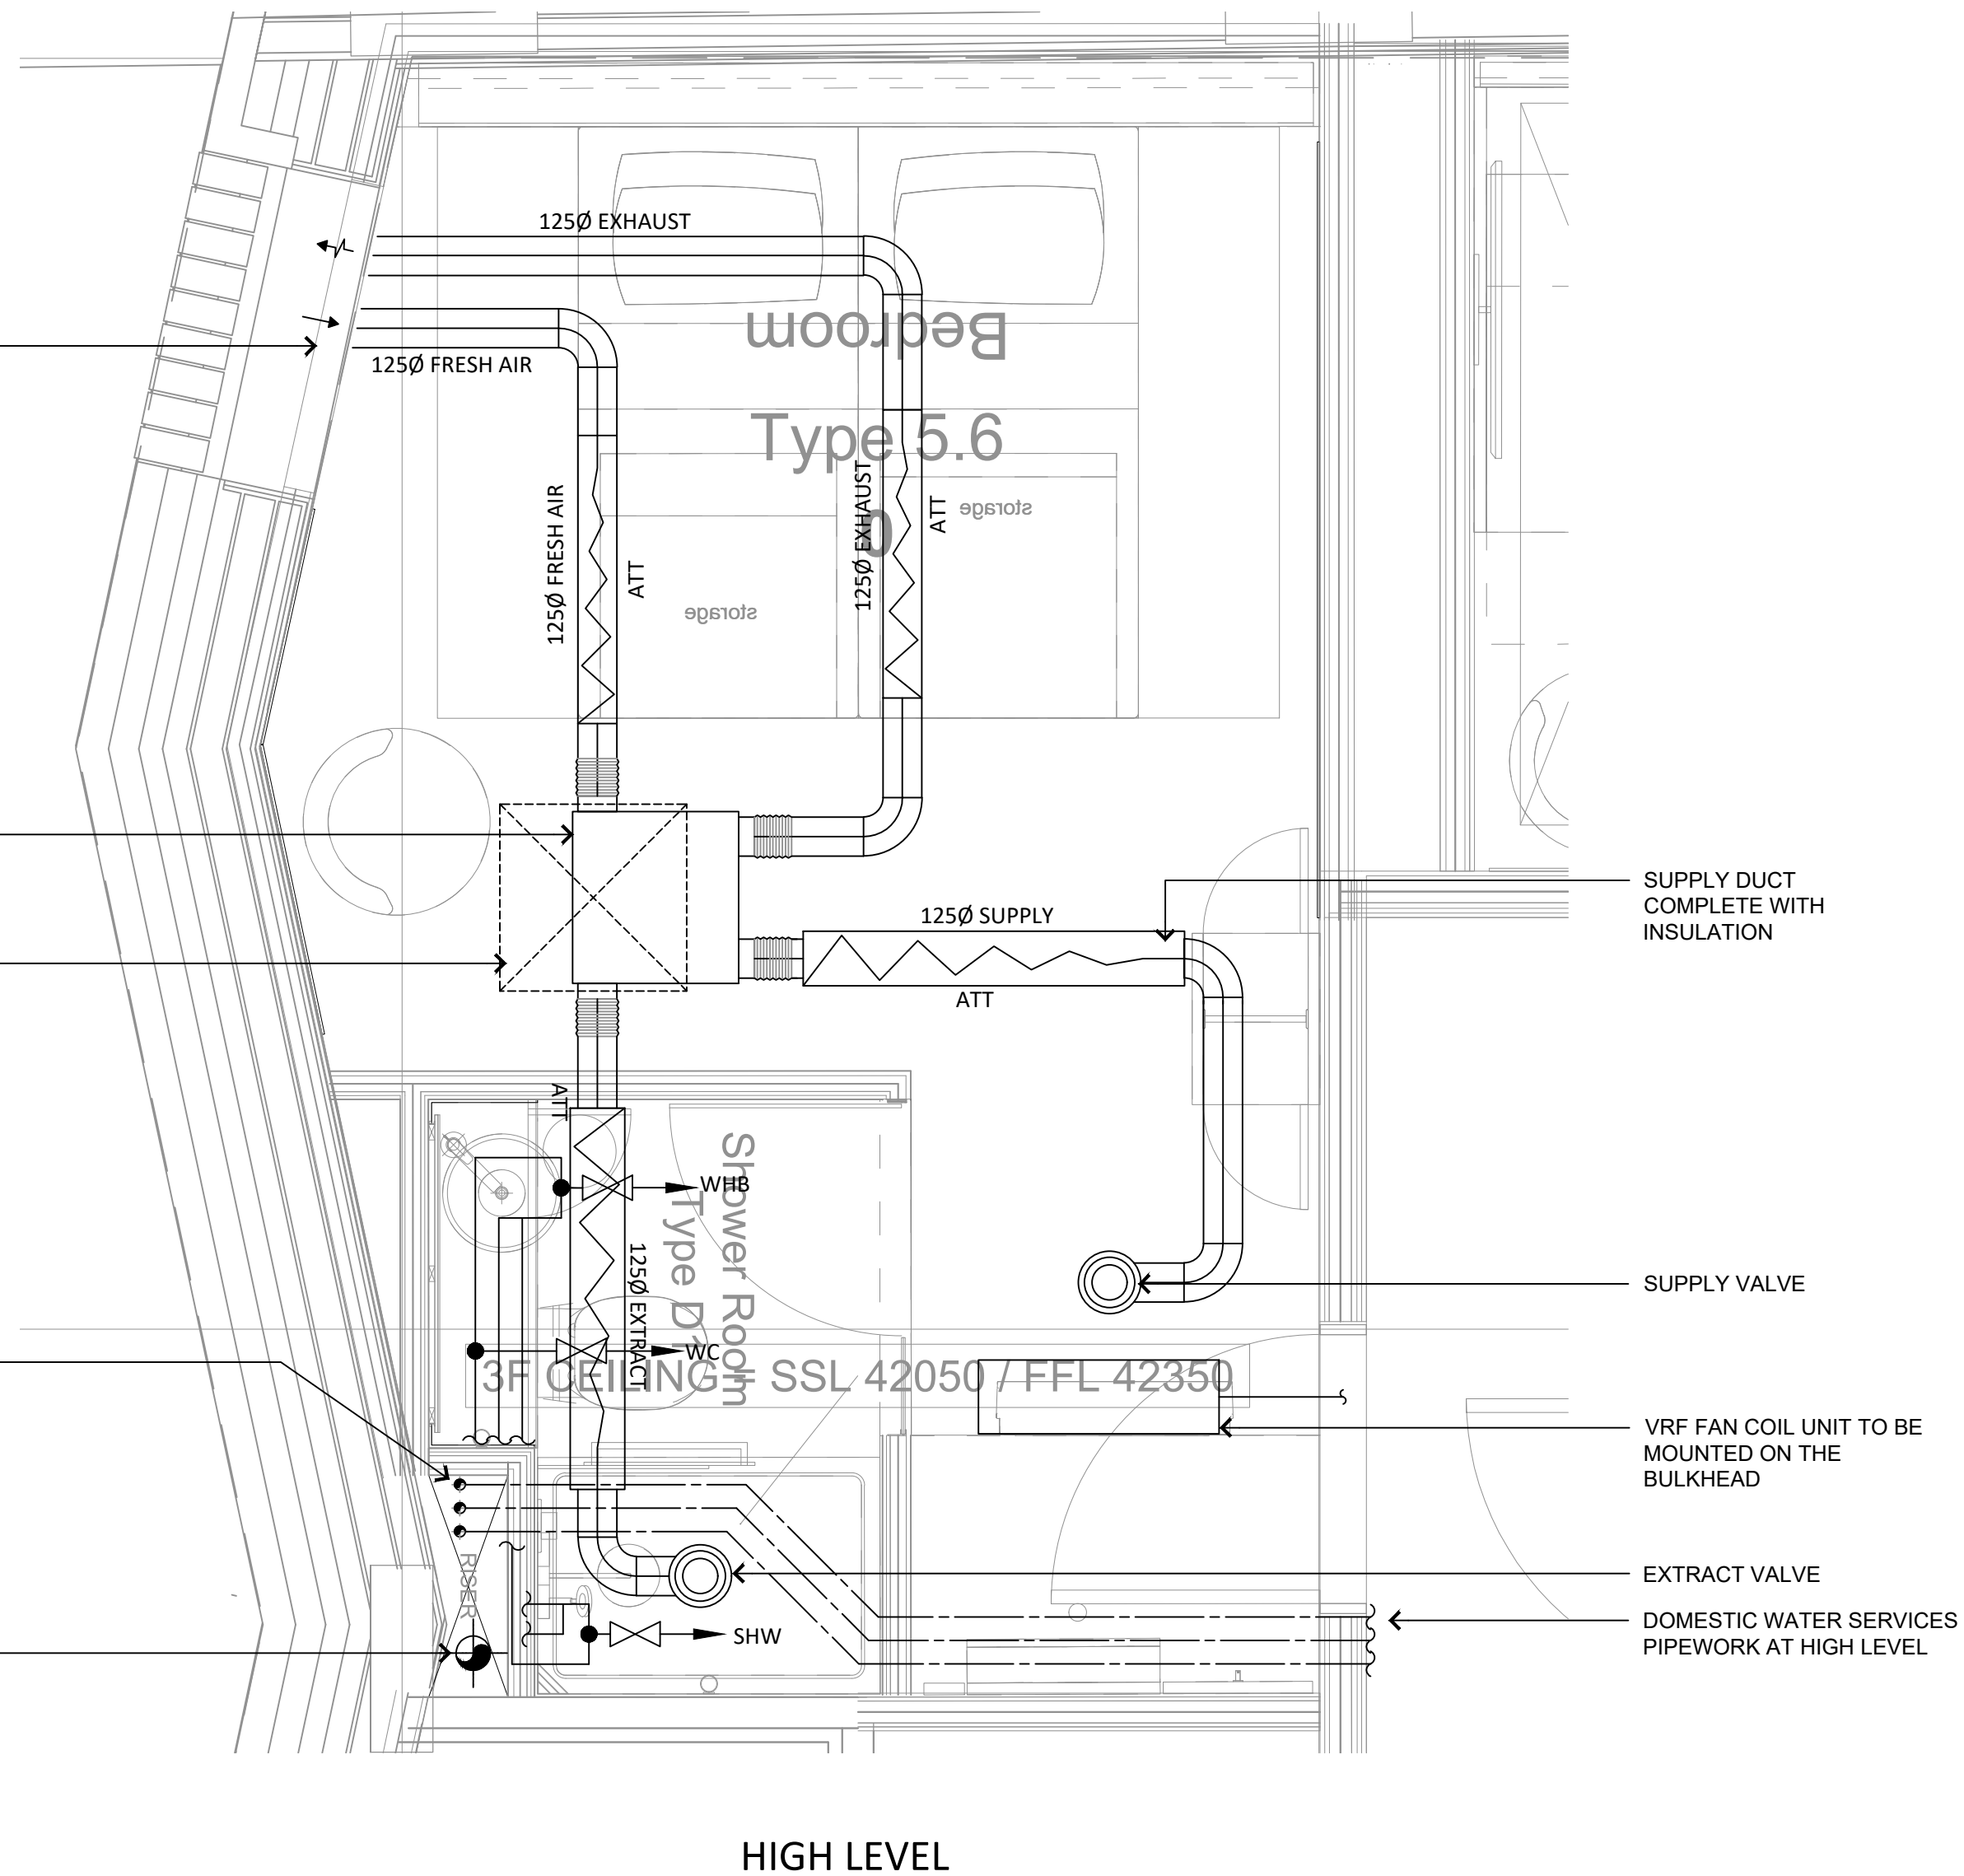 125Ø EXHAUST
125Ø FRESH AIR
Bedroom
Type 5.6
0
storage
storage
125Ø FRESH AIR
ATT
125Ø EXHAUST
ATT
125Ø SUPPLY
ATT
SUPPLY DUCT
COMPLETE WITH
INSULATION
ATT
Shower Room
WHB
125Ø EXTRACT
WC
SUPPLY VALVE
3F CEILING SSL 42050 / FFL 42350
VRF FAN COIL UNIT TO BE
MOUNTED ON THE
BULKHEAD
RISER
EXTRACT VALVE
SHW
DOMESTIC WATER SERVICES
PIPEWORK AT HIGH LEVEL
HIGH LEVEL